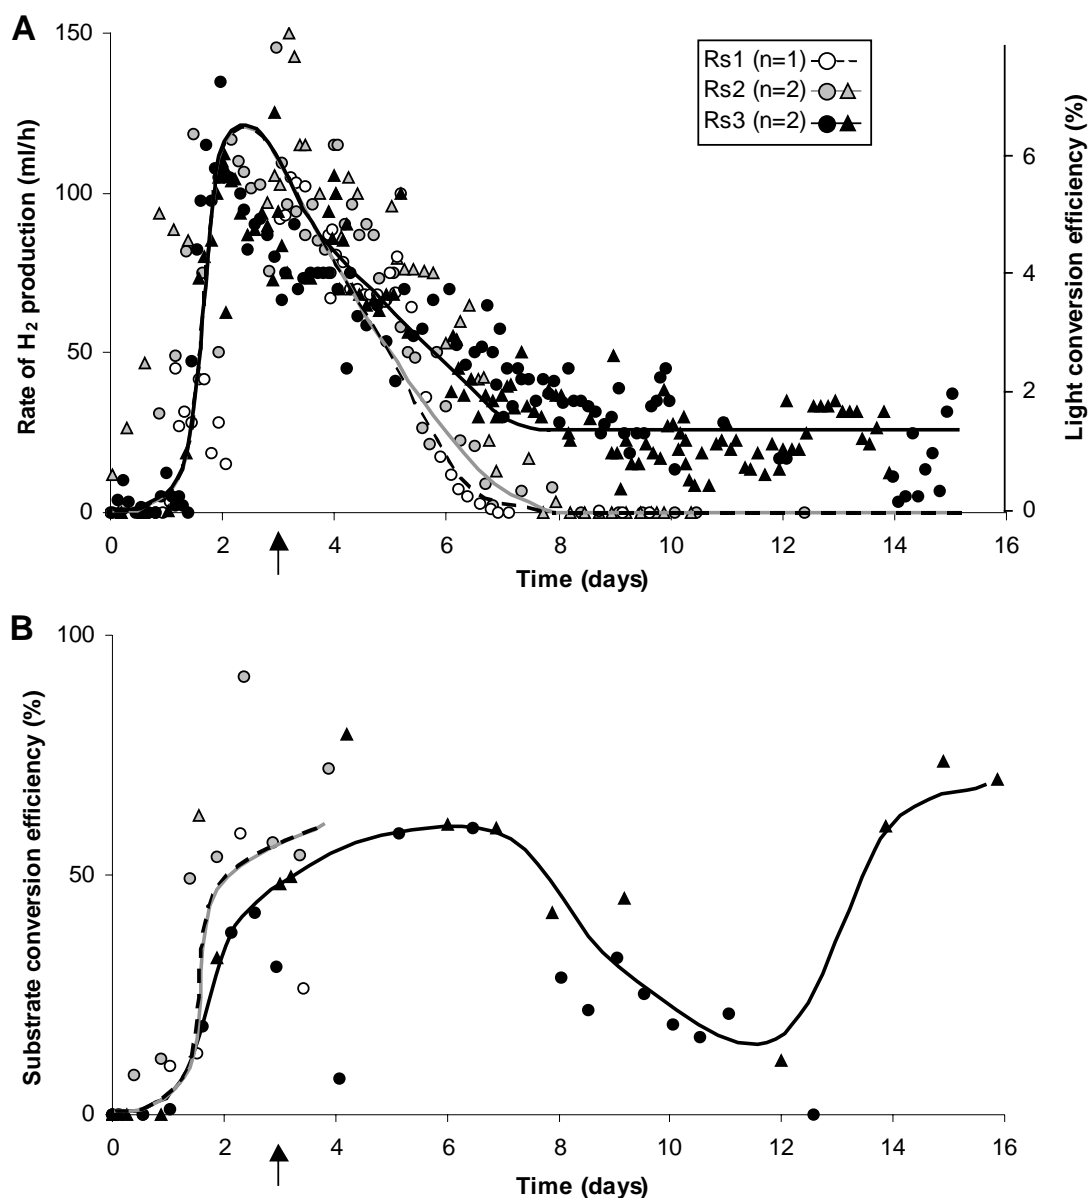 A
150
100
50
0
Rate of H₂ production (ml/h)
Rs1 (n=1)
Rs2 (n=2)
Rs3 (n=2)
6
4
2
0
Light conversion efficiency (%)
0 2 4 6 8 10 12 14 16
Time (days)
B
100
50
0
Substrate conversion efficiency (%)
0 2 4 6 8 10 12 14 16
Time (days)